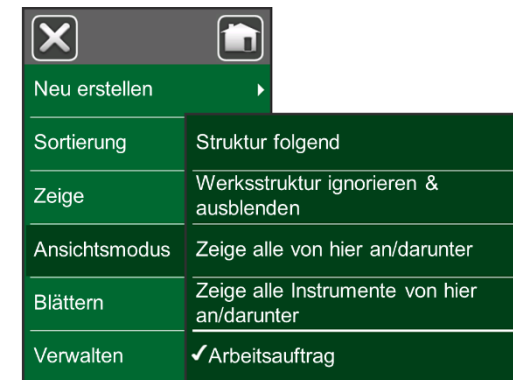 Neu erstellen
Sortierung
Zeige
Ansichtsmodus
Blättern
Verwalten
Struktur folgend
Werksstruktur ignorieren &
ausblenden
Zeige alle von hier an/darunter
Zeige alle Instrumente von hier
an/darunter
✓Arbeitsauftrag